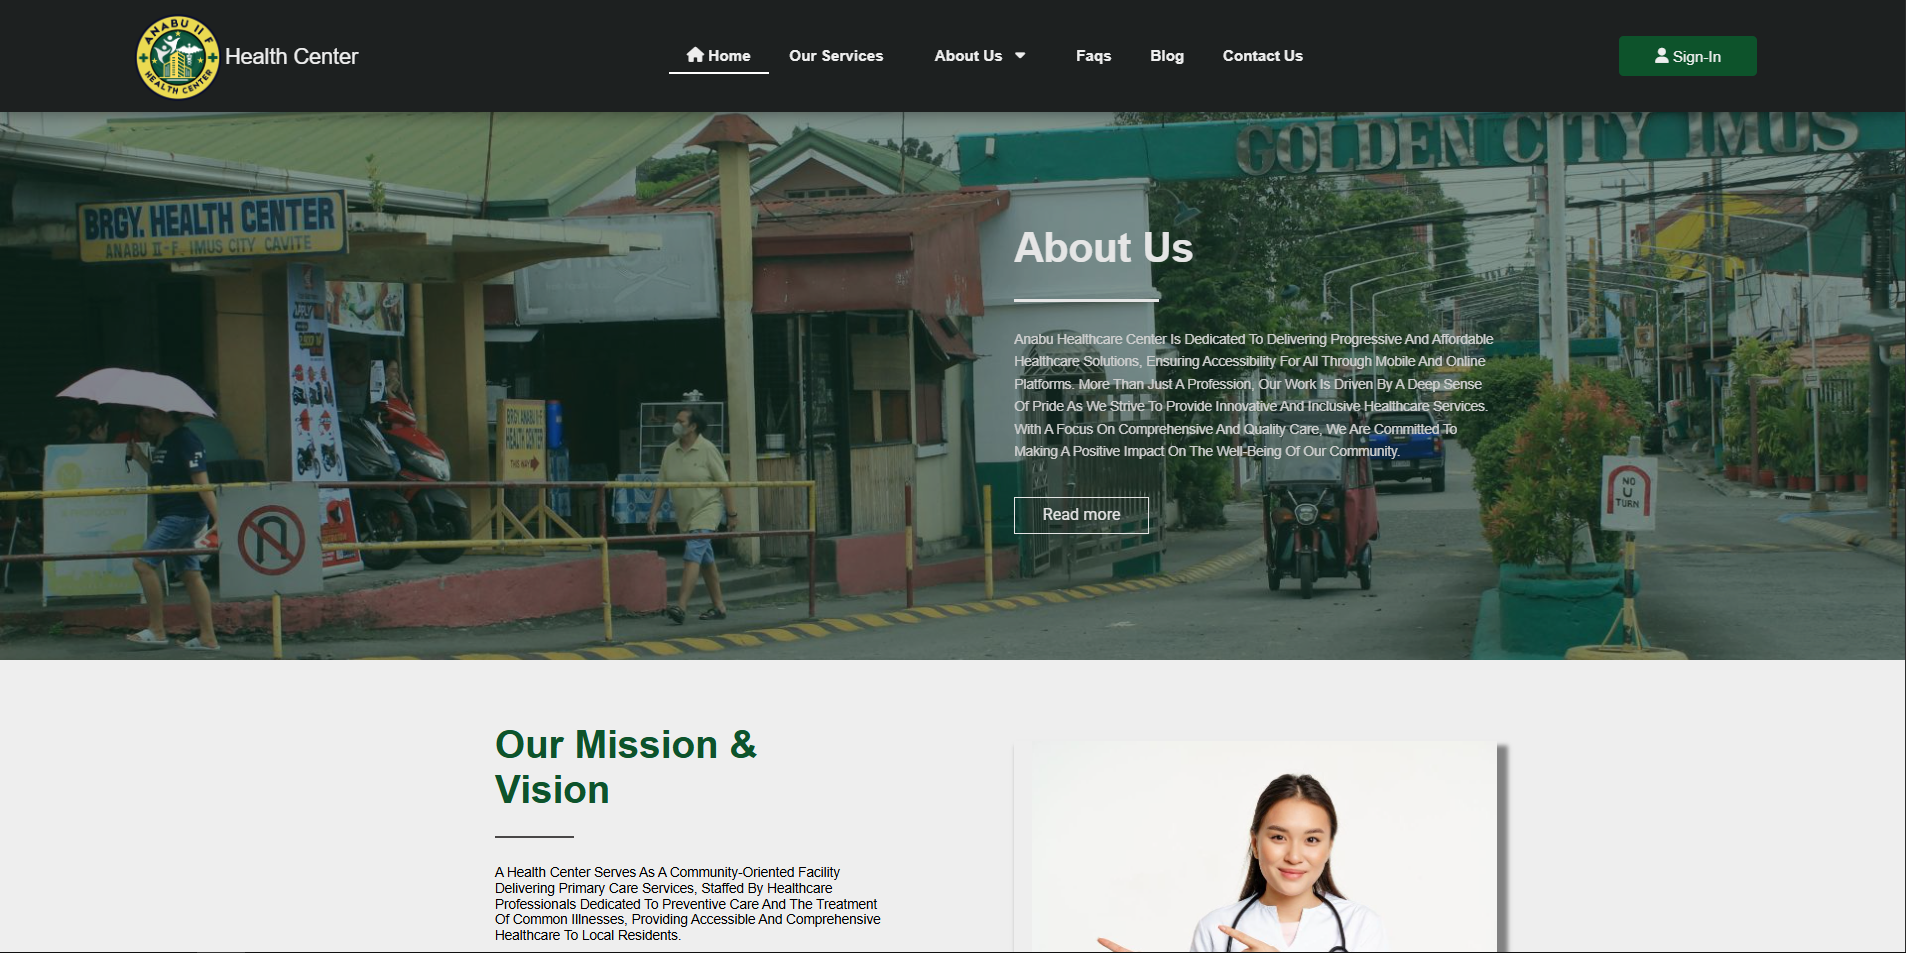 ANABU II F
HEALTH CENTER
Health Center
Home
Our Services
About Us
Faqs
Blog
Contact Us
Sign-In
GOLDEN CITY IMUS
BRGY. HEALTH CENTER
ANABU II-F, IMUS CITY CAVITE
About Us
Anabu Healthcare Center Is Dedicated To Delivering Progressive And Affordable
Healthcare Solutions, Ensuring Accessibility For All Through Mobile And Online
Platforms. More Than Just A Profession, Our Work Is Driven By A Deep Sense
Of Pride As We Strive To Provide Innovative And Inclusive Healthcare Services.
With A Focus On Comprehensive And Quality Care, We Are Committed To
Making A Positive Impact On The Well-Being Of Our Community.
Read more
BRGY. ANABU II-F
HEALTH CENTER
THIS WAY
NO
U
TURN
Our Mission &
Vision
A Health Center Serves As A Community-Oriented Facility
Delivering Primary Care Services, Staffed By Healthcare
Professionals Dedicated To Preventive Care And The Treatment
Of Common Illnesses, Providing Accessible And Comprehensive
Healthcare To Local Residents.